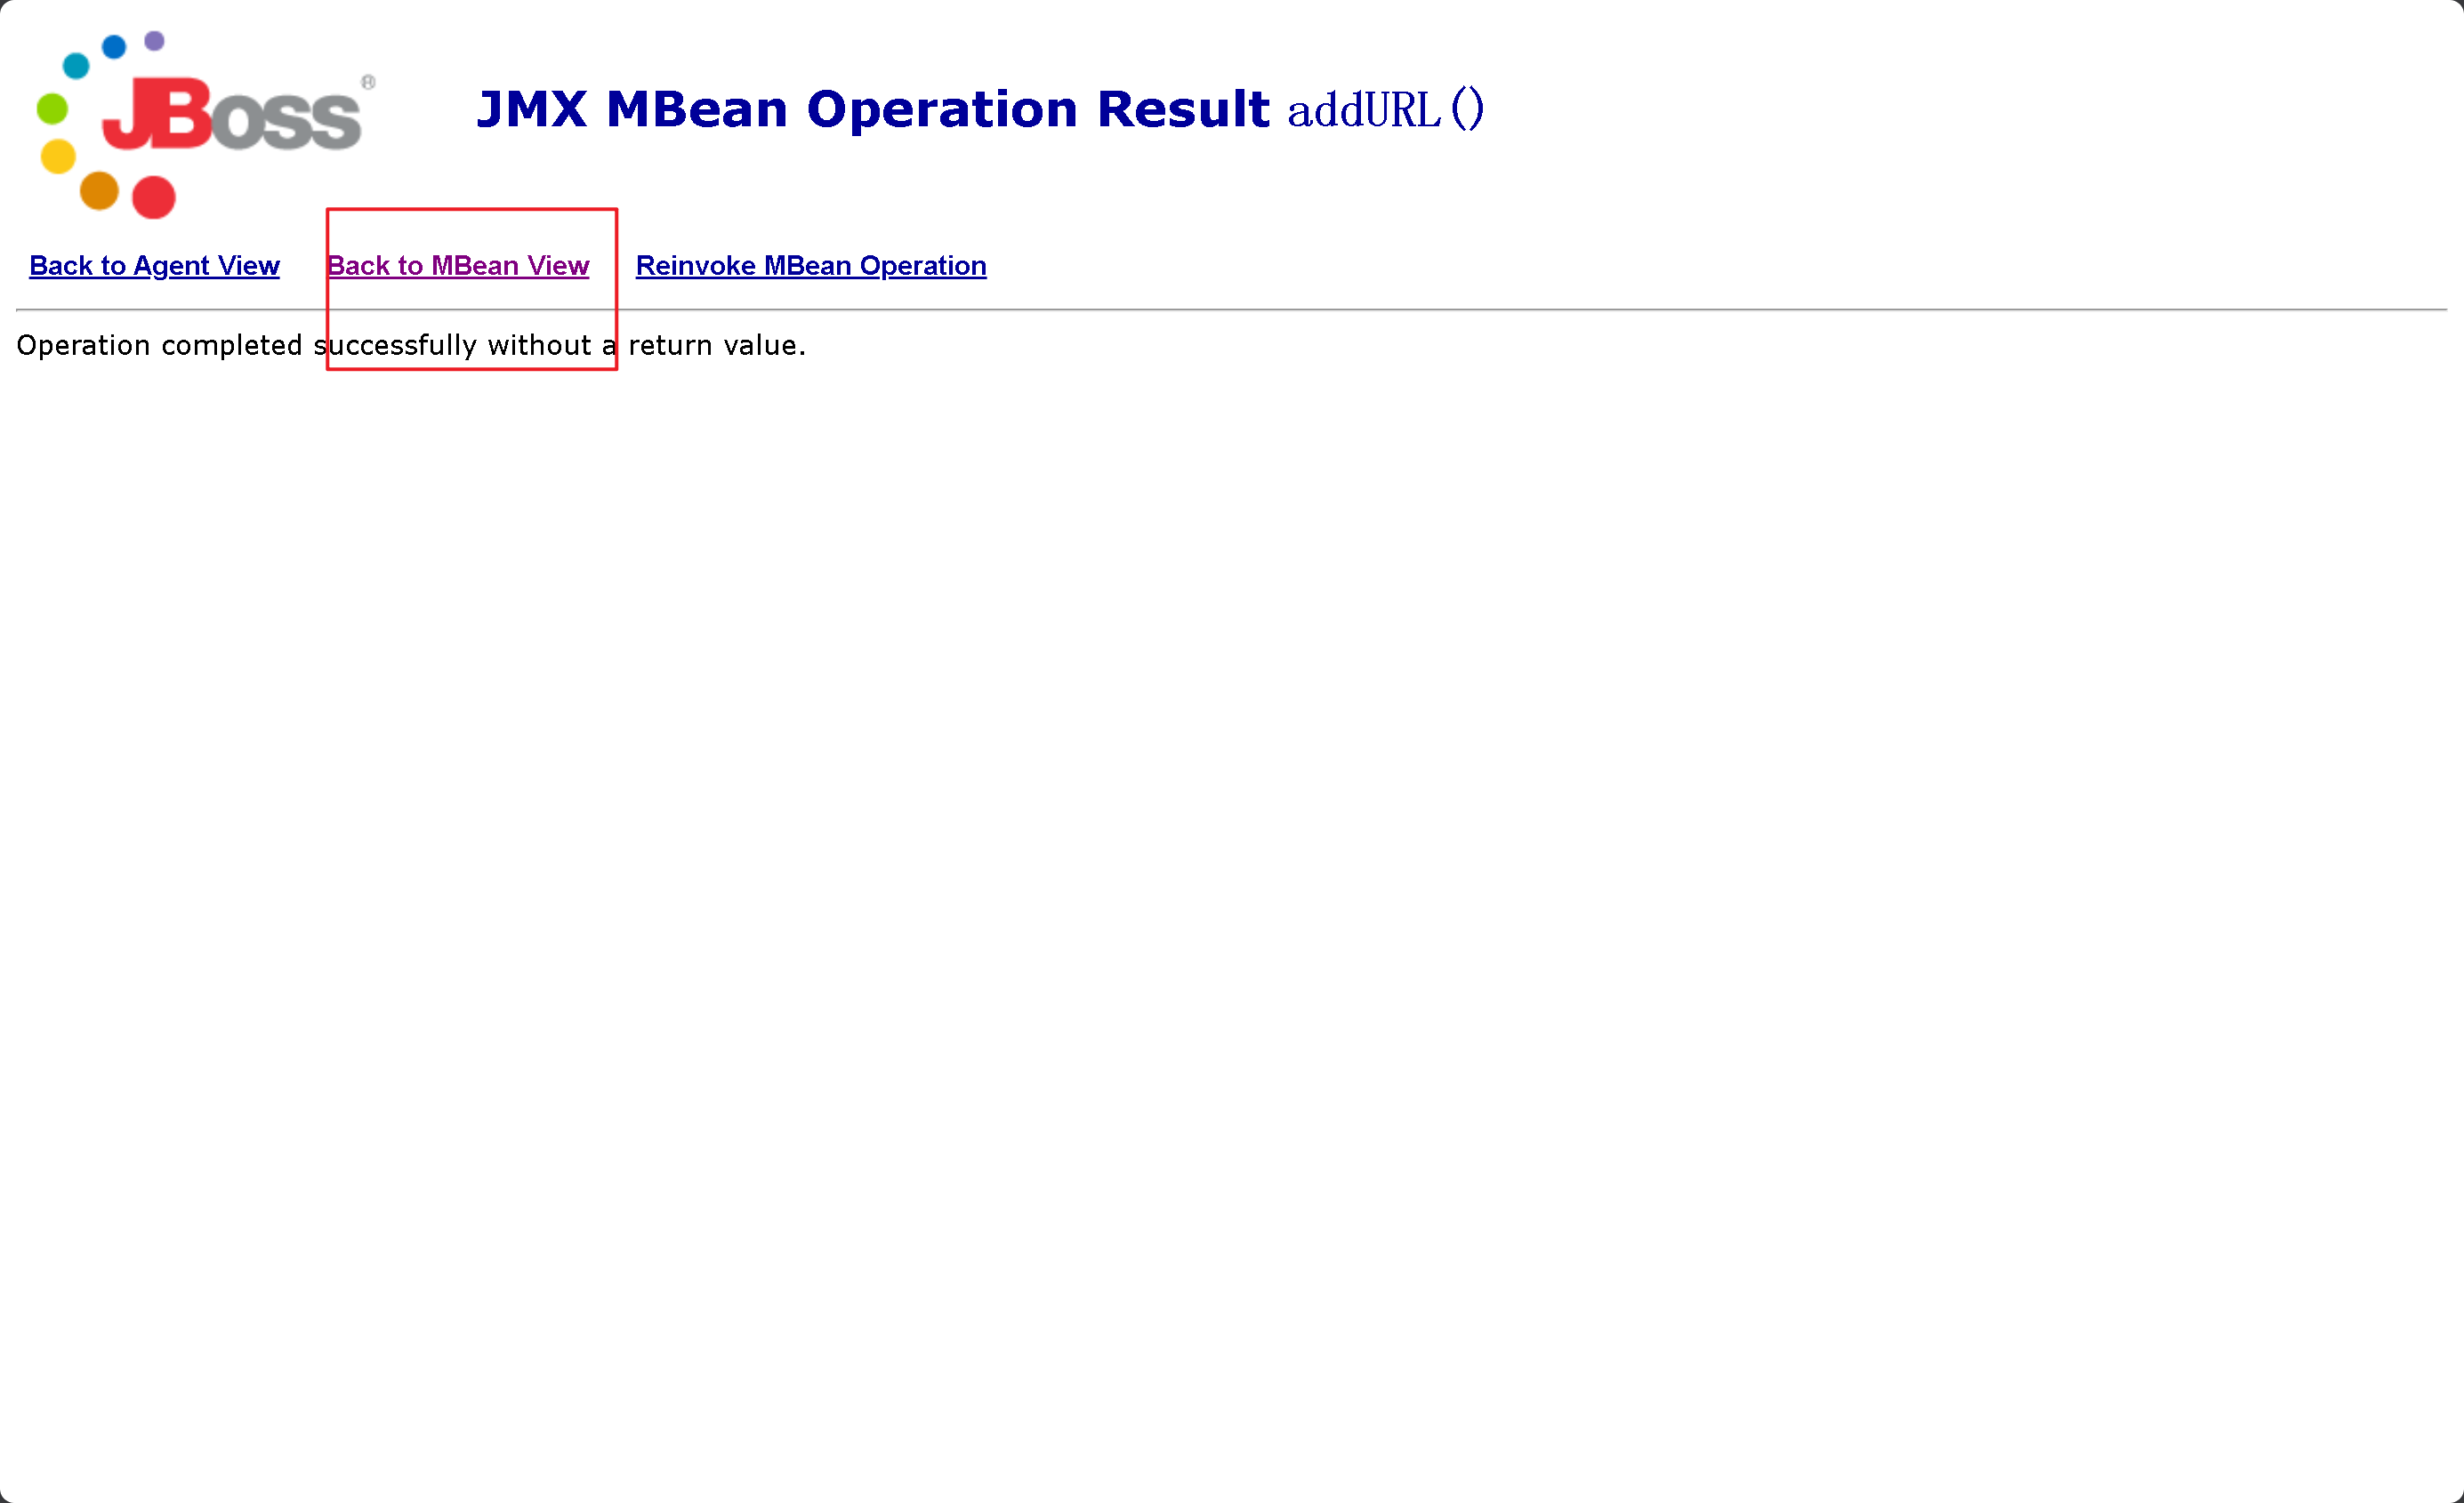 JBoss®
JMX MBean Operation Result addURL()
Back to Agent View Back to MBean View Reinvoke MBean Operation
Operation completed successfully without a return value.